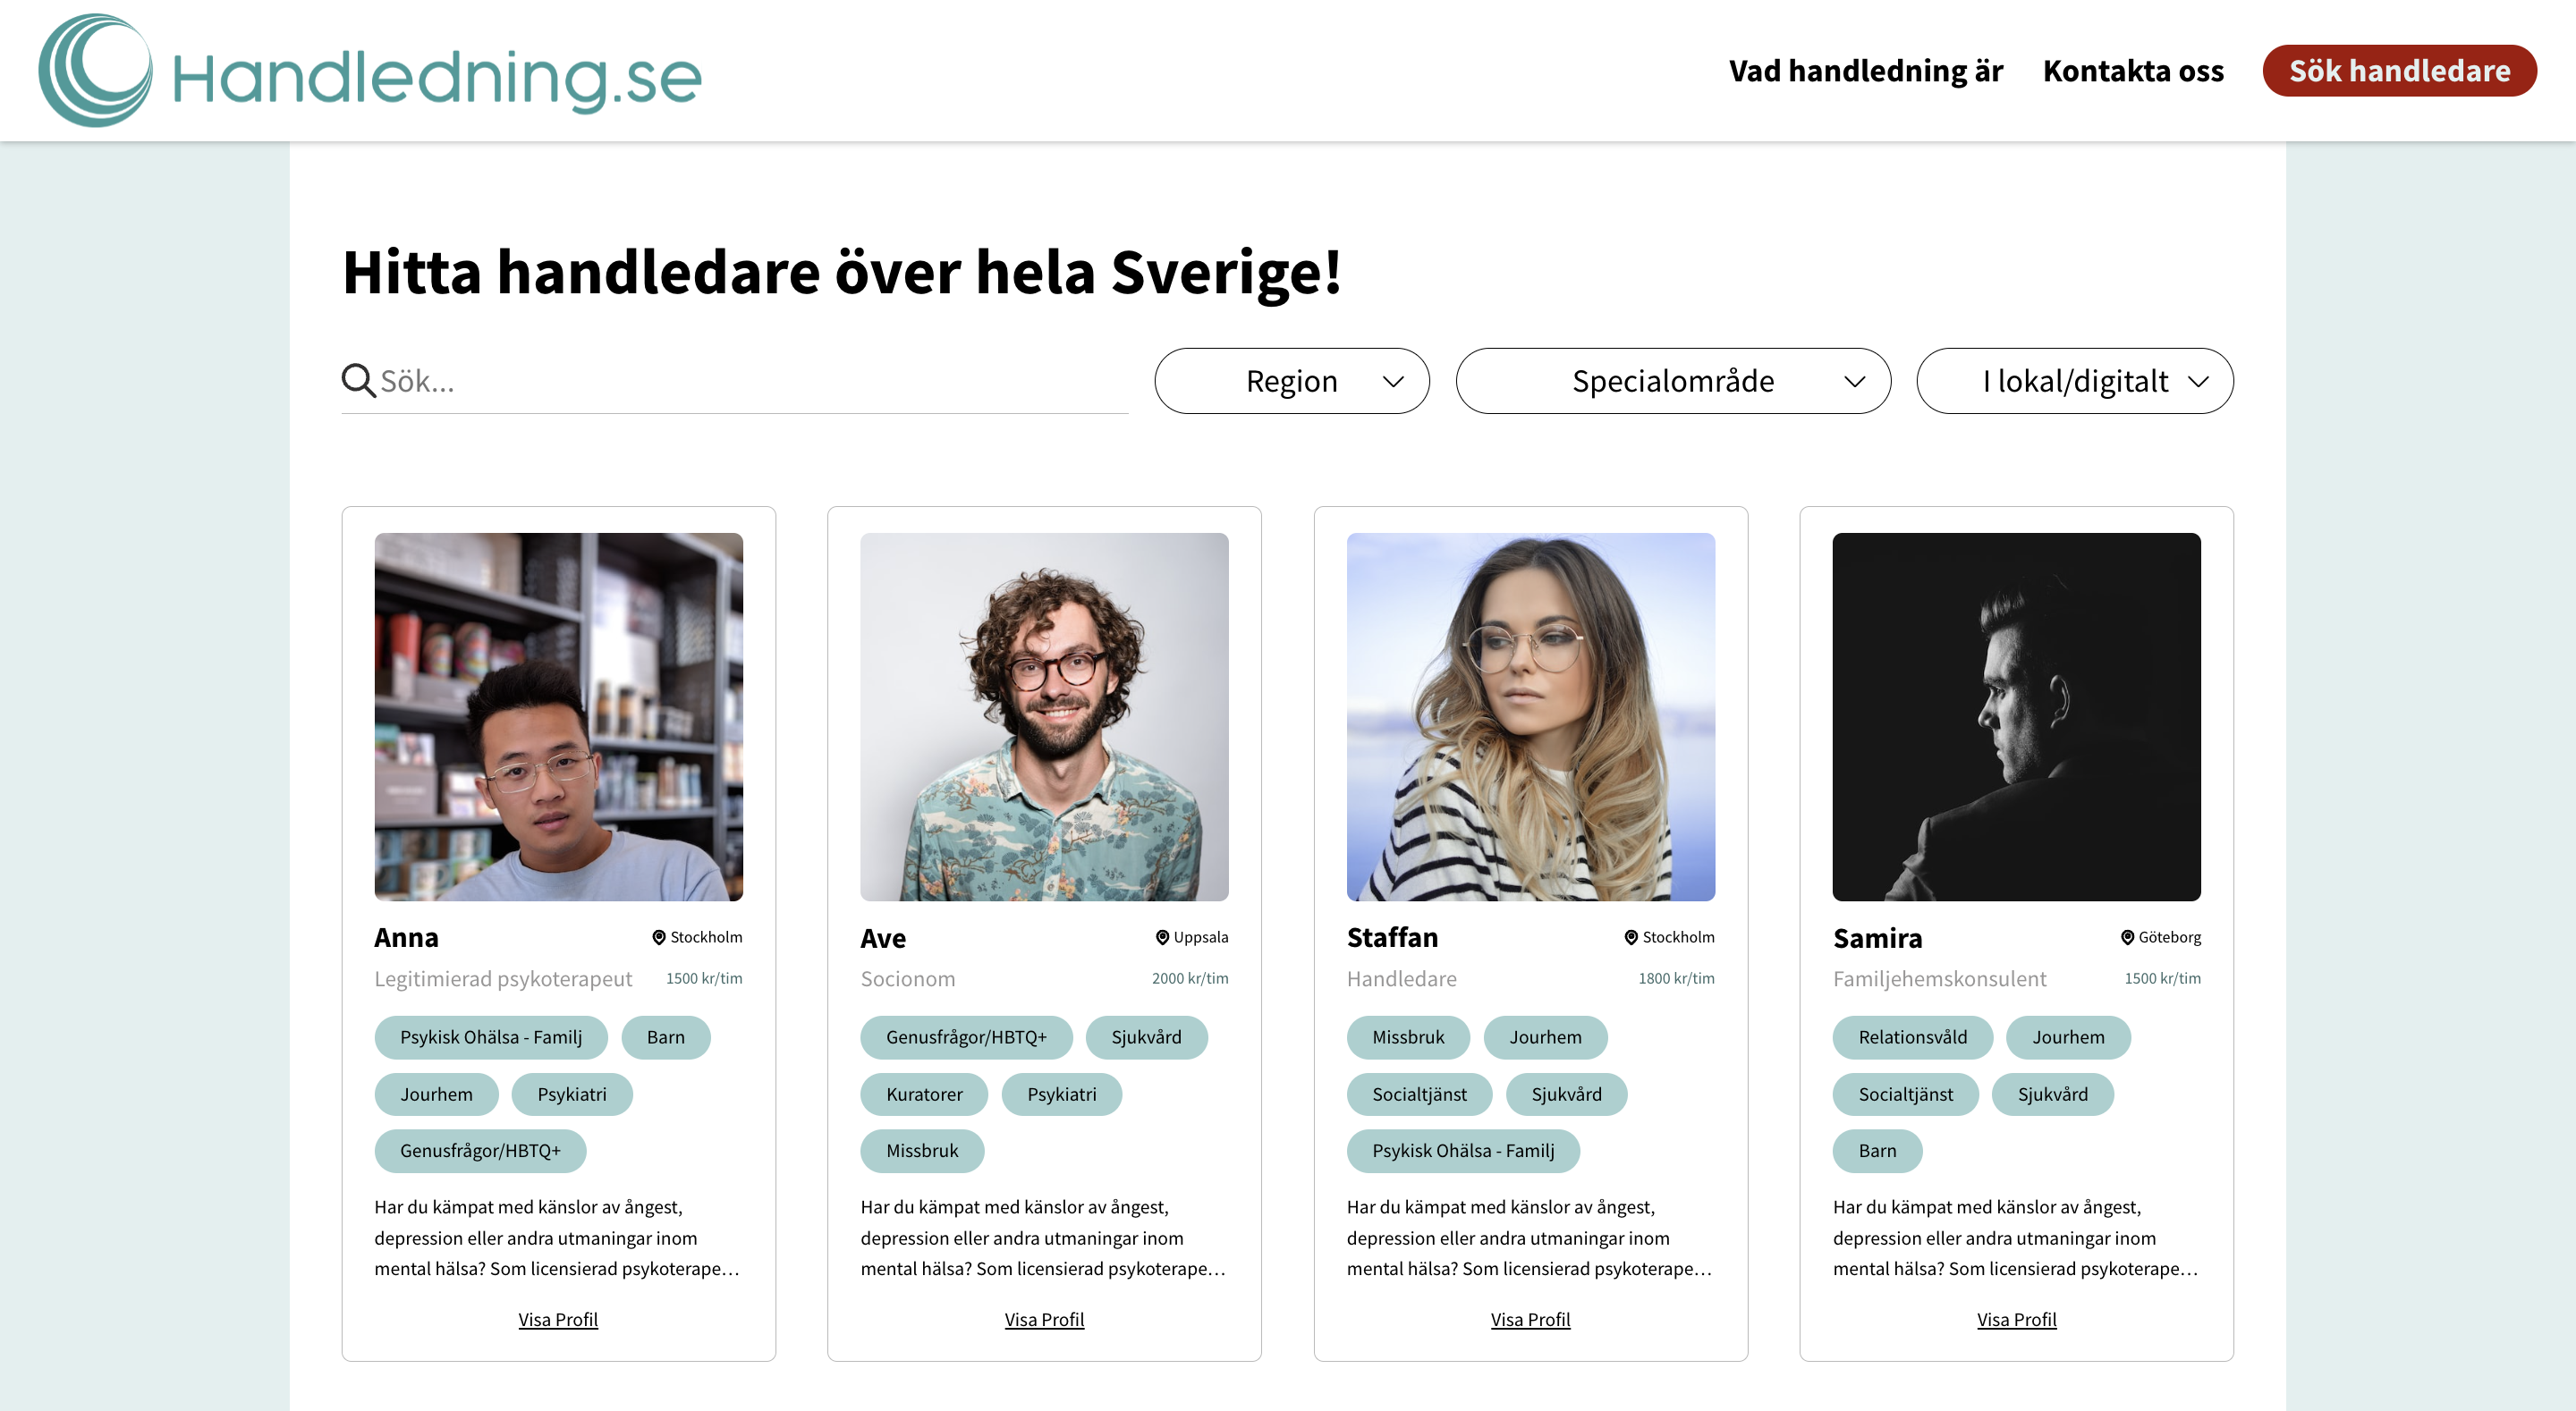 Handledning.se
Vad handledning är
Kontakta oss
Sök handledare
Hitta handledare över hela Sverige!
Sök...
Region
Specialområde
I lokal/digitalt
Anna
Stockholm
Legitimierad psykoterapeut
1500 kr/tim
Psykisk Ohälsa - Familj
Barn
Jourhem
Psykiatri
Genusfrågor/HBTQ+
Har du kämpat med känslor av ångest,
depression eller andra utmaningar inom
mental hälsa? Som licensierad psykoterape...
Visa Profil
Ave
Uppsala
Socionom
2000 kr/tim
Genusfrågor/HBTQ+
Sjukvård
Kuratorer
Psykiatri
Missbruk
Har du kämpat med känslor av ångest,
depression eller andra utmaningar inom
mental hälsa? Som licensierad psykoterape...
Visa Profil
Staffan
Stockholm
Handledare
1800 kr/tim
Missbruk
Jourhem
Socialtjänst
Sjukvård
Psykisk Ohälsa - Familj
Har du kämpat med känslor av ångest,
depression eller andra utmaningar inom
mental hälsa? Som licensierad psykoterape...
Visa Profil
Samira
Göteborg
Familjehemskonsulent
1500 kr/tim
Relationsvåld
Jourhem
Socialtjänst
Sjukvård
Barn
Har du kämpat med känslor av ångest,
depression eller andra utmaningar inom
mental hälsa? Som licensierad psykoterape...
Visa Profil